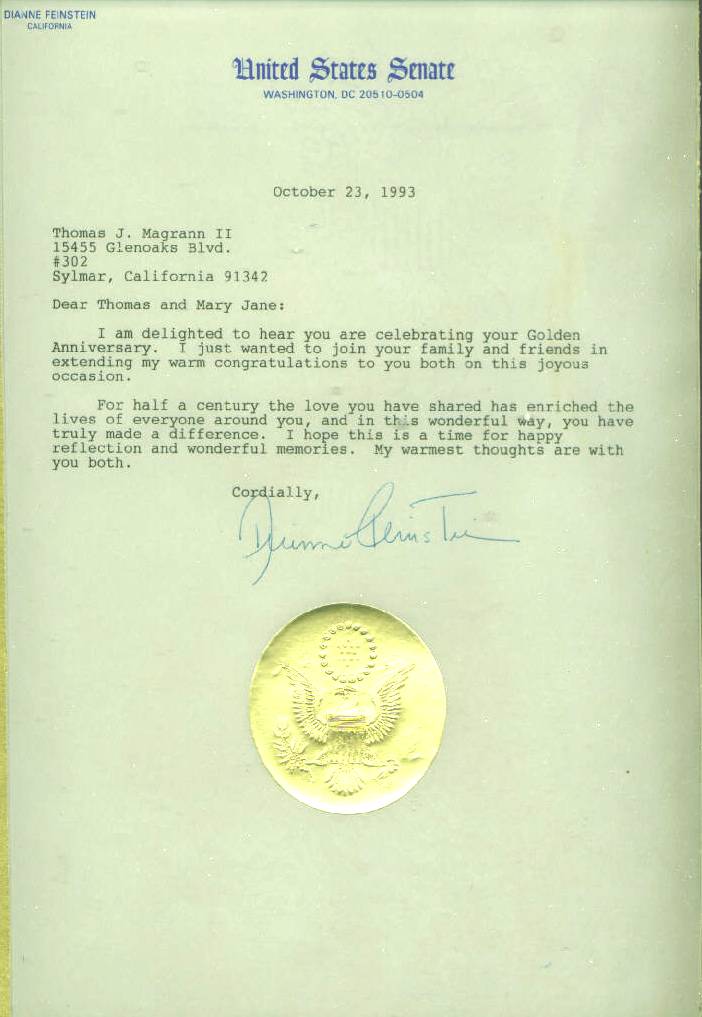 DIANNE FEINSTEIN
CALIFORNIA
United States Senate
WASHINGTON, DC 20510-0504
October 23, 1993
Thomas J. Magrann II
15455 Glenoaks Blvd.
#302
Sylmar, California 91342
Dear Thomas and Mary Jane:
I am delighted to hear you are celebrating your Golden
Anniversary.  I just wanted to join your family and friends in
extending my warm congratulations to you both on this joyous
occasion.
For half a century the love you have shared has enriched the
lives of everyone around you, and in this wonderful way, you have
truly made a difference.  I hope this is a time for happy
reflection and wonderful memories.  My warmest thoughts are with
you both.
Cordially,
Dianne Feinstein